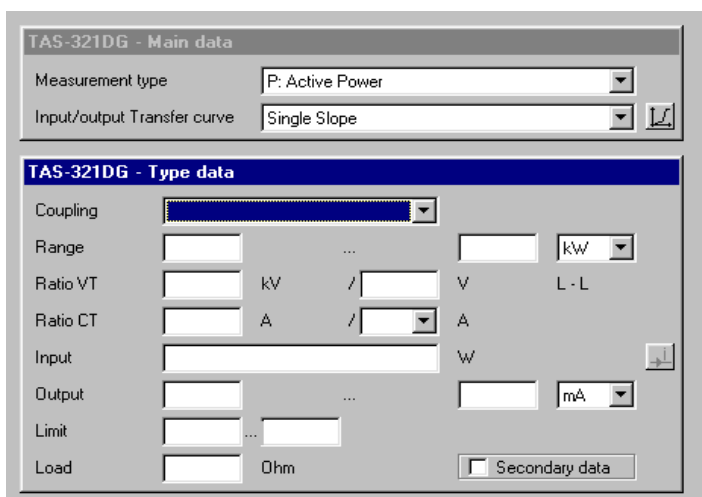 TAS-321DG - Main data
Measurement type P: Active Power
Input/output Transfer curve Single Slope
TAS-321DG - Type data
Coupling
Range ... kW
Ratio VT kV / V L - L
Ratio CT A / A
Input W
Output ... mA
Limit ...
Load Ohm Secondary data